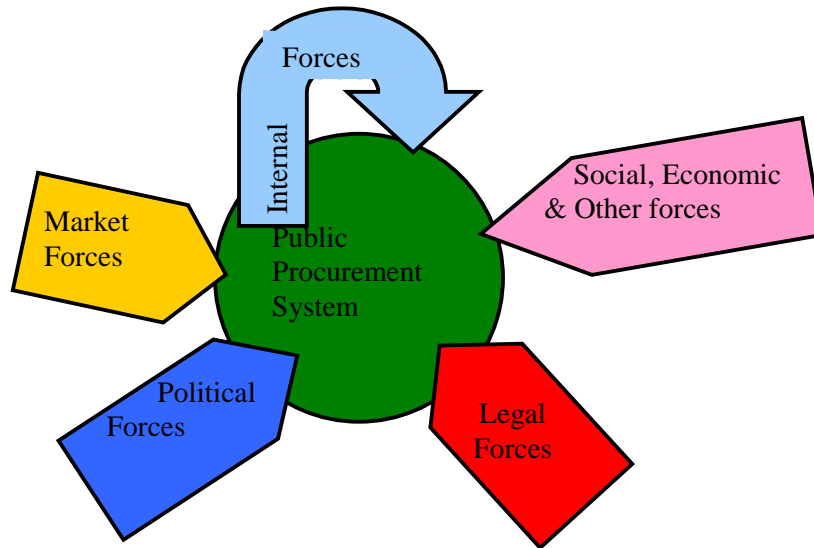 Forces
Internal
Social, Economic
& Other forces
Market
Forces
Public
Procurement
System
Political
Forces
Legal
Forces